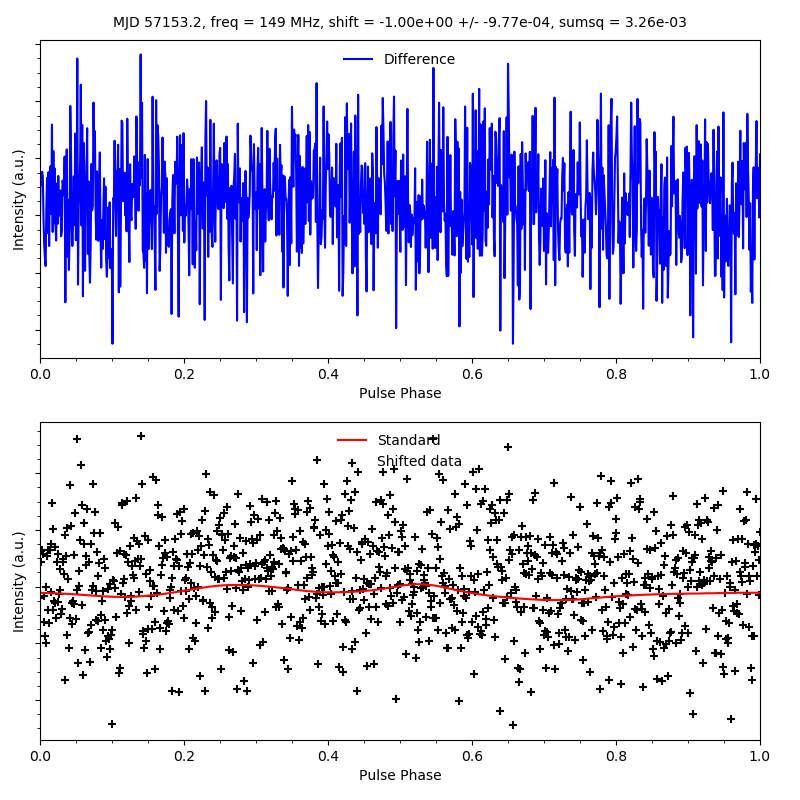 MJD 57153.2, freq = 149 MHz, shift = -1.00e+00 +/- -9.77e-04, sumsq = 3.26e-03
Difference
Intensity (a.u.)
0.0 0.2 0.4 0.6 0.8 1.0
Pulse Phase
Standard
Shifted data
Intensity (a.u.)
0.0 0.2 0.4 0.6 0.8 1.0
Pulse Phase